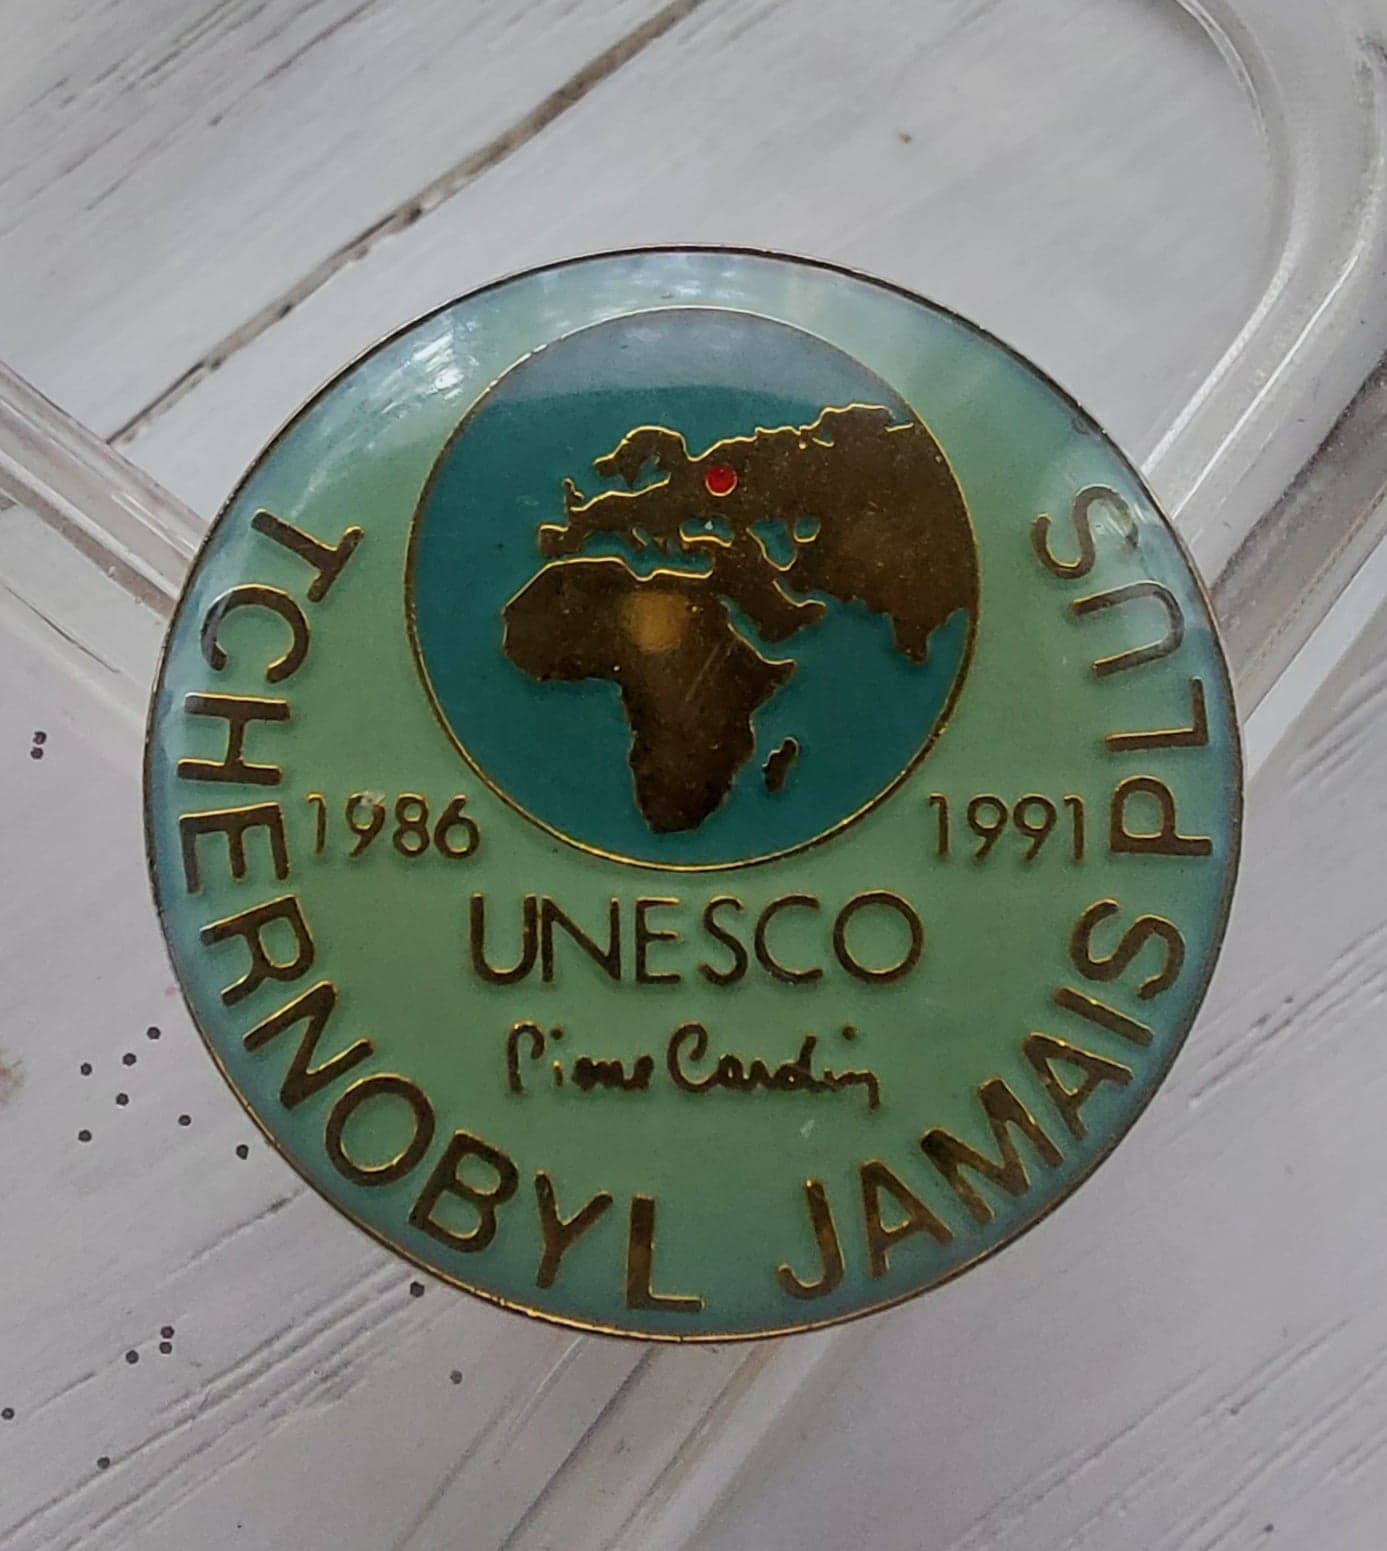 TCHERNOBYL JAMAIS PLUS
1986
1991
UNESCO
Pierre Cardin